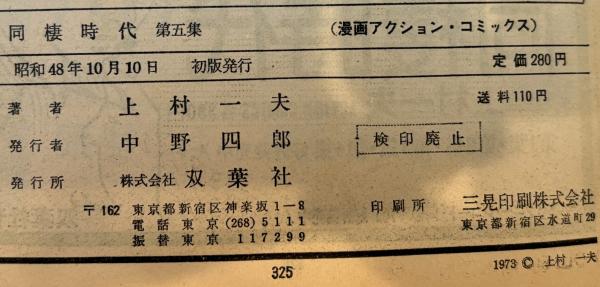 同棲時代 第五集 (漫画アクション・コミックス)
昭和48年10月10日 初版発行 定価280円
著者 上村一夫 送料110円
発行者 中野四郎 検印廃止
発行所 株式会社 双葉社
〒162 東京都新宿区神楽坂1−8 印刷所 三晃印刷株式会社
電話 東京 (268) 5111 東京都新宿区水道町29
振替 東京 117299
325
1973 © 上村 一夫